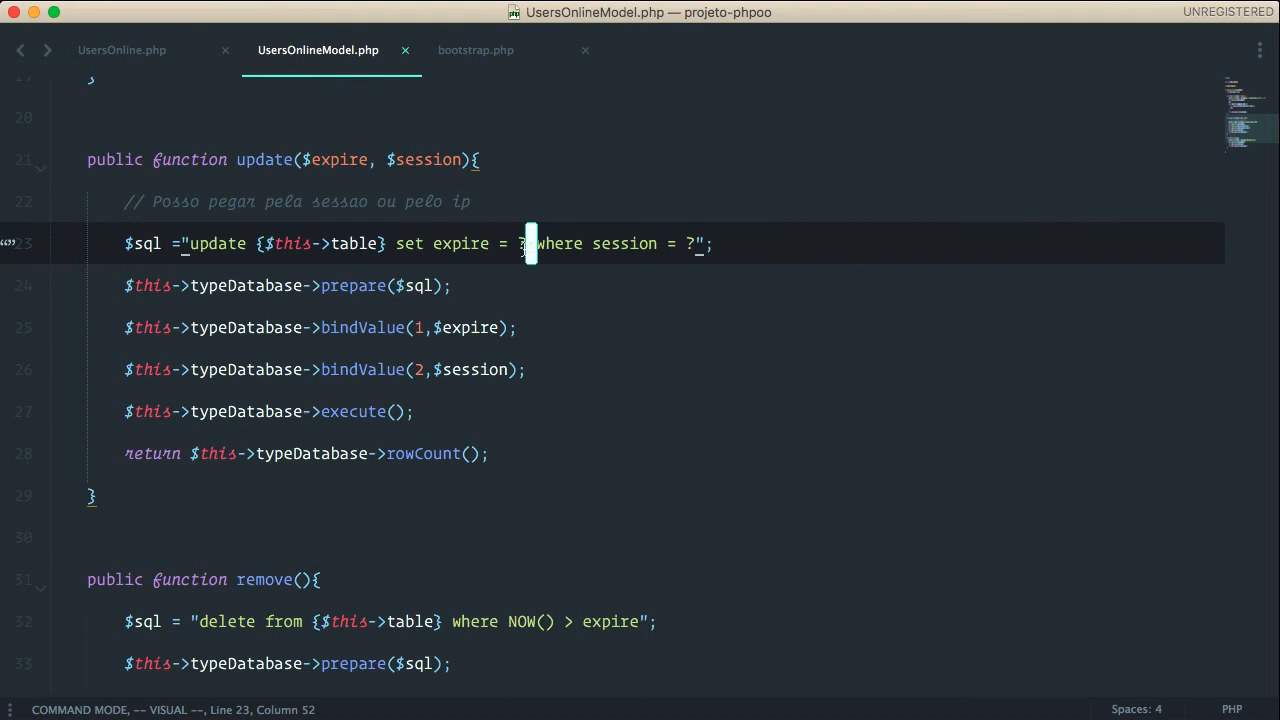 UsersOnlineModel.php — projeto-phpoo
UNREGISTERED
UsersOnline.php
UsersOnlineModel.php
bootstrap.php
19 }
20
21 public function update($expire, $session){
22 // Posso pegar pela sessao ou pelo ip
23 $sql ="update {$this->table} set expire = ? where session = ?";
24 $this->typeDatabase->prepare($sql);
25 $this->typeDatabase->bindValue(1,$expire);
26 $this->typeDatabase->bindValue(2,$session);
27 $this->typeDatabase->execute();
28 return $this->typeDatabase->rowCount();
29 }
30
31 public function remove(){
32 $sql = "delete from {$this->table} where NOW() > expire";
33 $this->typeDatabase->prepare($sql);
COMMAND MODE, -- VISUAL --, Line 23, Column 52
Spaces: 4
PHP